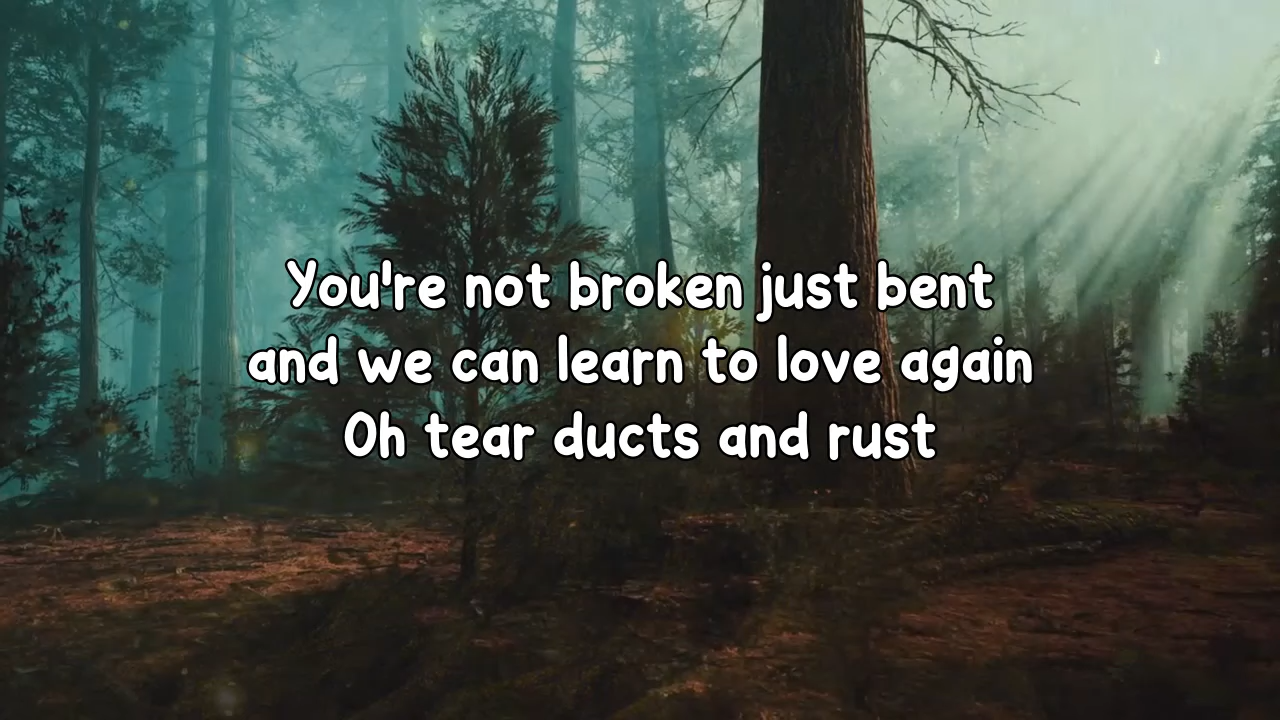 You're not broken just bent
and we can learn to love again
Oh tear ducts and rust